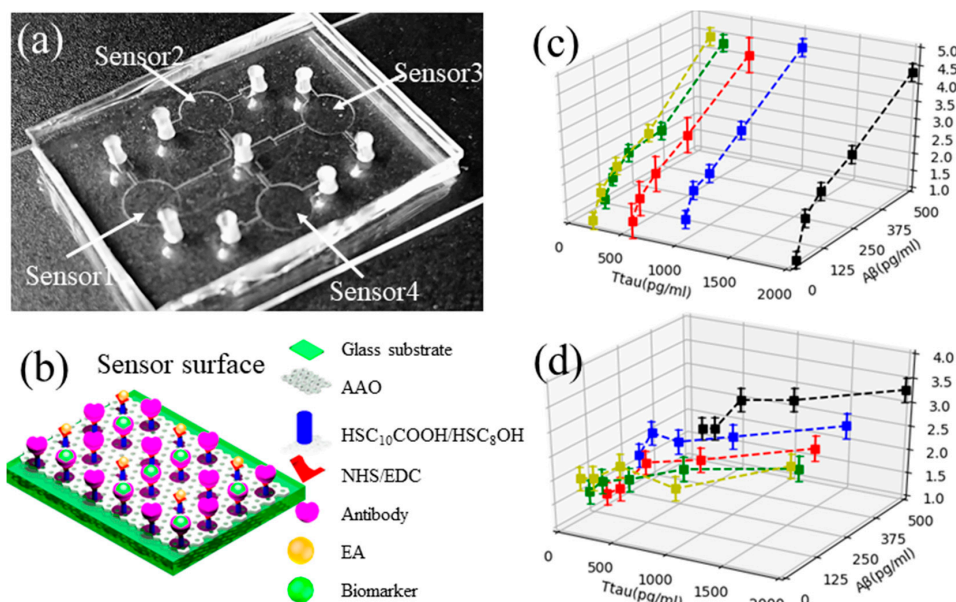 (a)
Sensor2
Sensor3
Sensor1
Sensor4
(b)
Sensor surface
Glass substrate
AAO
HSC₁₀COOH/HSC₈OH
NHS/EDC
Antibody
EA
Biomarker
(c)
5.0
4.5
4.0
3.5
3.0
2.5
2.0
1.5
1.0
500
375
250
125
0
Aβ(pg/ml)
0
500
1000
1500
2000
Ttau(pg/ml)
(d)
4.0
3.5
3.0
2.5
2.0
1.5
1.0
500
375
250
125
0
Aβ(pg/ml)
0
500
1000
1500
2000
Ttau(pg/ml)